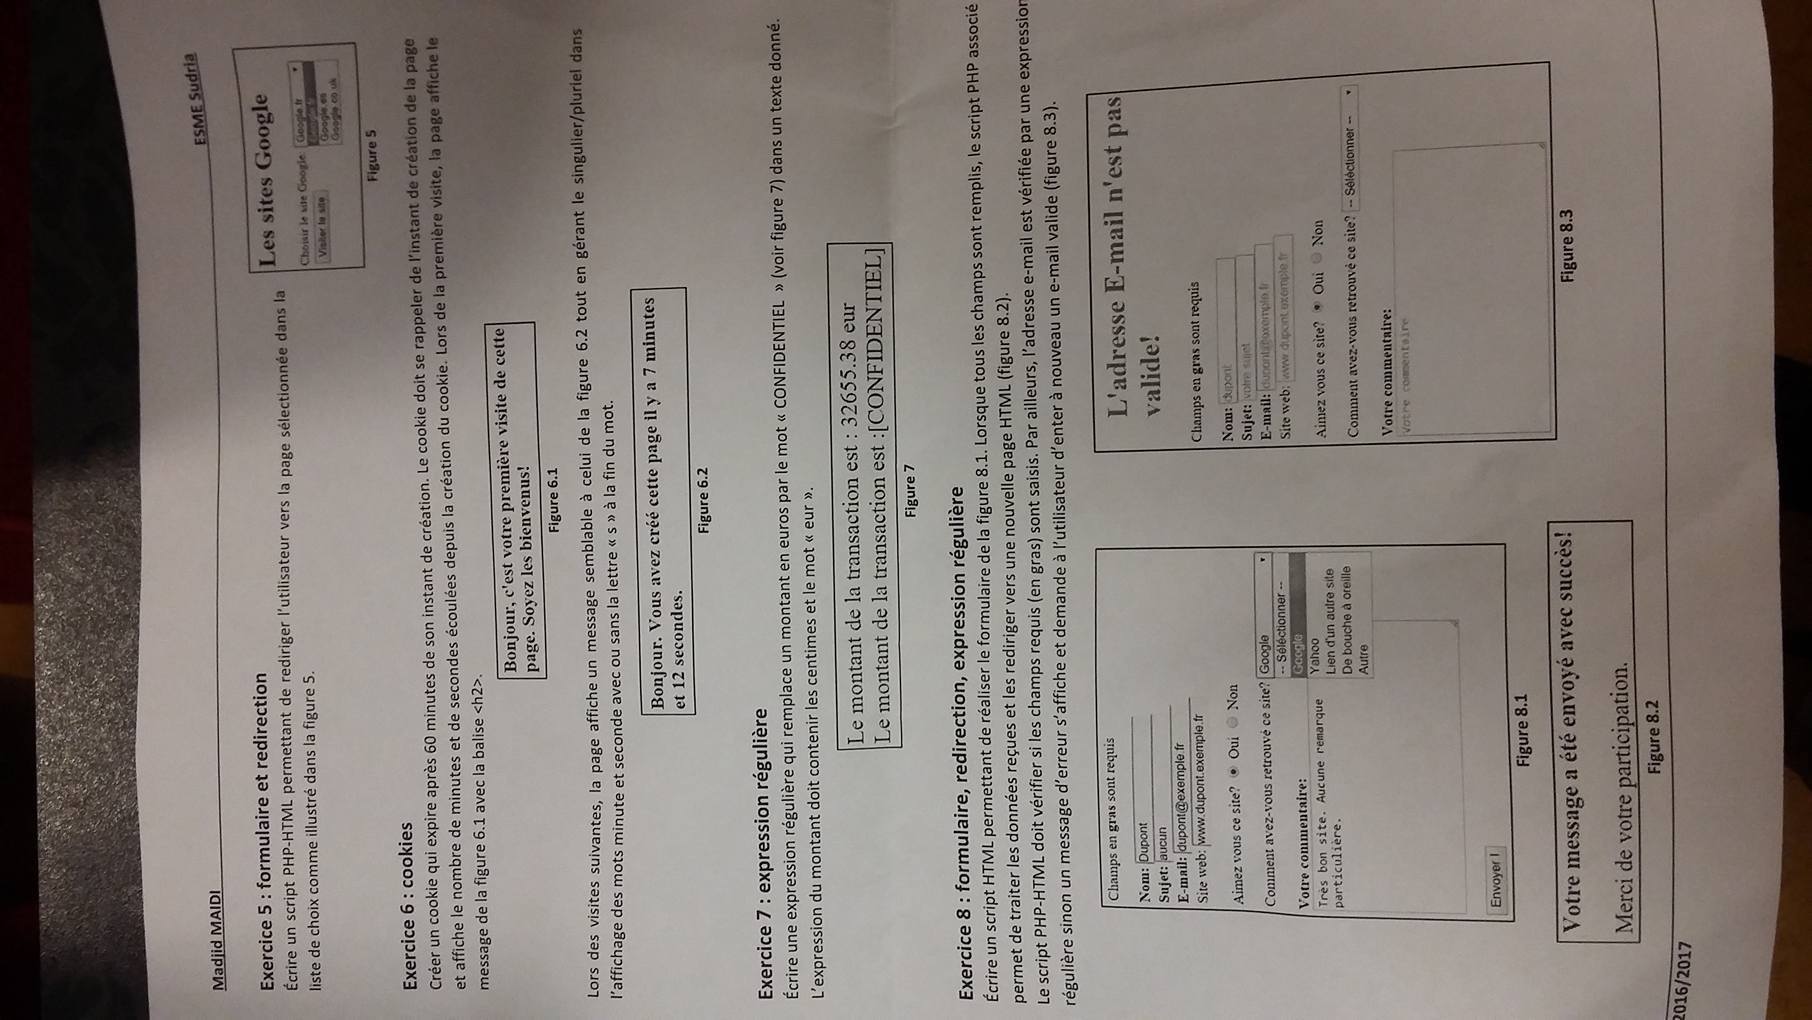 Madjid MAIDI
ESME Sudria
Exercice 5 : formulaire et redirection
Écrire un script PHP-HTML permettant de rediriger l'utilisateur vers la page sélectionnée dans la
liste de choix comme illustré dans la figure 5.
Les sites Google
Choisir le site Google: Google.fr
Google.fr
Visiter le site
Google.es
Google.co.uk
Figure 5
Exercice 6 : cookies
Créer un cookie qui expire après 60 minutes de son instant de création. Le cookie doit se rappeler de l'instant de création de la page
et affiche le nombre de minutes et de secondes écoulées depuis la création du cookie. Lors de la première visite, la page affiche le
message de la figure 6.1 avec la balise <h2>.
Bonjour, c'est votre première visite de cette
page. Soyez les bienvenus!
Figure 6.1
Lors des visites suivantes, la page affiche un message semblable à celui de la figure 6.2 tout en gérant le singulier/pluriel dans
l'affichage des mots minute et seconde avec ou sans la lettre « s » à la fin du mot.
Bonjour. Vous avez créé cette page il y a 7 minutes
et 12 secondes.
Figure 6.2
Exercice 7 : expression régulière
Écrire une expression régulière qui remplace un montant en euros par le mot « CONFIDENTIEL » (voir figure 7) dans un texte donné.
L'expression du montant doit contenir les centimes et le mot « eur ».
Le montant de la transaction est : 32655.38 eur
Le montant de la transaction est :[CONFIDENTIEL]
Figure 7
Exercice 8 : formulaire, redirection, expression régulière
Écrire un script HTML permettant de réaliser le formulaire de la figure 8.1. Lorsque tous les champs sont remplis, le script PHP associé
permet de traiter les données reçues et les rediriger vers une nouvelle page HTML (figure 8.2).
Le script PHP-HTML doit vérifier si les champs requis (en gras) sont saisis. Par ailleurs, l'adresse e-mail est vérifiée par une expression
régulière sinon un message d'erreur s'affiche et demande à l'utilisateur d'enter à nouveau un e-mail valide (figure 8.3).
Champs en gras sont requis
Nom: Dupont
Sujet: aucun
E-mail: dupont@exemple.fr
Site web: www.dupont.exemple.fr
Aimez vous ce site? Oui Non
Comment avez-vous retrouvé ce site? Google
-- Séléctionner --
Google
Yahoo
Lien d'un autre site
De bouche à oreille
Autre
Votre commentaire:
Très bon site. Aucune remarque
particulière.
Envoyer !
Figure 8.1
Votre message a été envoyé avec succès!
Merci de votre participation.
Figure 8.2
L'adresse E-mail n'est pas
valide!
Champs en gras sont requis
Nom: dupont
Sujet: votre sujet
E-mail: dupont@exemple.fr
Site web: www.dupont.exemple.fr
Aimez vous ce site? Oui Non
Comment avez-vous retrouvé ce site? -- Séléctionner --
Votre commentaire:
Votre commentaire
Figure 8.3
2016/2017